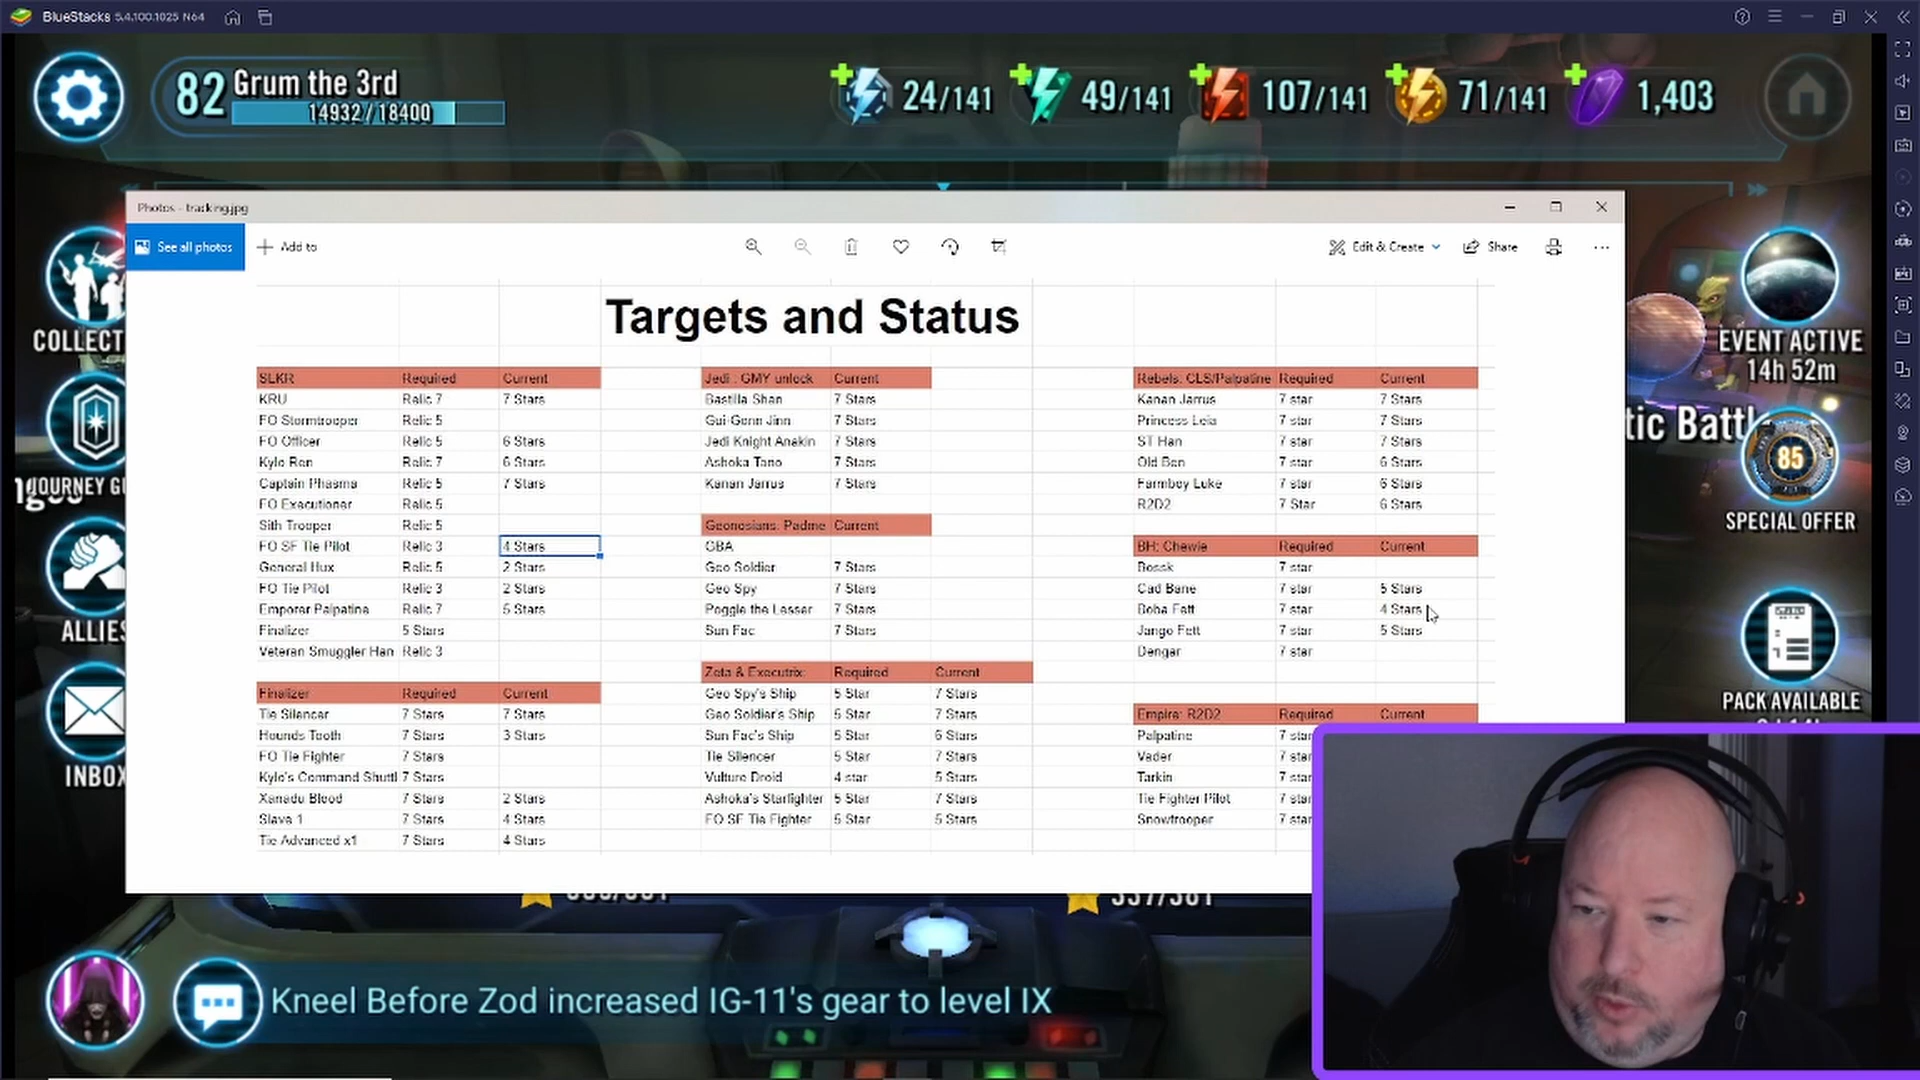 BlueStacks 5.4.100.1025 N64
82 Grum the 3rd
14932/18400
24/141 49/141 107/141 71/141 1,403
Photos - tracking.jpg
See all photos Add to Edit & Create Share
Targets and Status
SLKR Required Current
KRU Relic 7 7 Stars
FO Stormtrooper Relic 5
FO Officer Relic 5 6 Stars
Kylo Ren Relic 7 6 Stars
Captain Phasma Relic 5 7 Stars
FO Executioner Relic 5
Sith Trooper Relic 5
FO SF Tie Pilot Relic 3 4 Stars
General Hux Relic 5 2 Stars
FO Tie Pilot Relic 3 2 Stars
Emporer Palpatine Relic 7 5 Stars
Finalizer 5 Stars
Veteran Smuggler Han Relic 3
Finalizer Required Current
Tie Silencer 7 Stars 7 Stars
Hounds Tooth 7 Stars 3 Stars
FO Tie Fighter 7 Stars
Kylo's Command Shuttl 7 Stars
Xanadu Blood 7 Stars 2 Stars
Slave 1 7 Stars 4 Stars
Tie Advanced x1 7 Stars 4 Stars
Jedi : GMY unlock Current
Bastilla Shan 7 Stars
Gui-Genn Jinn 7 Stars
Jedi Knight Anakin 7 Stars
Ashoka Tano 7 Stars
Kanan Jarrus 7 Stars
Geonosians: Padme Current
GBA
Geo Soldier 7 Stars
Geo Spy 7 Stars
Poggle the Lesser 7 Stars
Sun Fac 7 Stars
Zeta & Executrix: Required Current
Geo Spy's Ship 5 Star 7 Stars
Geo Soldier's Ship 5 Star 7 Stars
Sun Fac's Ship 5 Star 6 Stars
Tie Silencer 5 Star 7 Stars
Vulture Droid 4 star 5 Stars
Ashoka's Starfighter 5 Star 7 Stars
FO SF Tie Fighter 5 Star 5 Stars
Rebels: CLS/Palpatine Required Current
Kanan Jarrus 7 star 7 Stars
Princess Leia 7 star 7 Stars
ST Han 7 star 7 Stars
Old Ben 7 star 6 Stars
Farmboy Luke 7 star 6 Stars
R2D2 7 Star 6 Stars
BH: Chewie Required Current
Bossk 7 star
Cad Bane 7 star 5 Stars
Boba Fett 7 star 4 Stars
Jango Fett 7 star 5 Stars
Dengar 7 star
Empire: R2D2 Required Current
Palpatine 7 star
Vader 7 star
Tarkin 7 star
Tie Fighter Pilot 7 star
Snowtrooper 7 star
COLLECT
JOURNEY G
ALLIES
INBOX
EVENT ACTIVE
14h 52m
tic Battl
85
SPECIAL OFFER
PACK AVAILABLE
Kneel Before Zod increased IG-11's gear to level IX